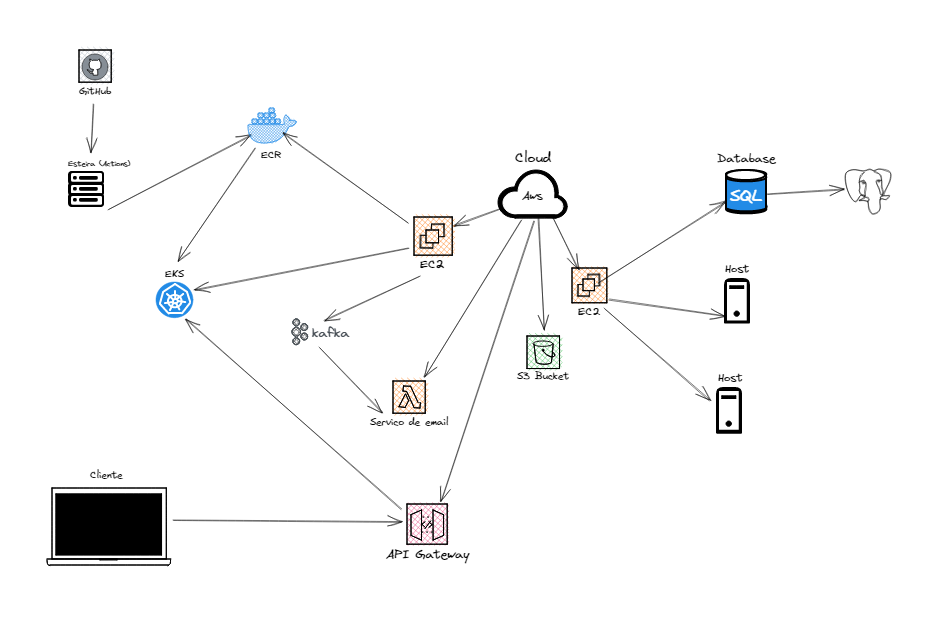 GitHub
Esteira (Actions)
ECR
Cloud
Aws
Database
SQL
EC2
EKS
Host
EC2
kafka
S3 Bucket
Host
Servico de email
Cliente
</>
API Gateway